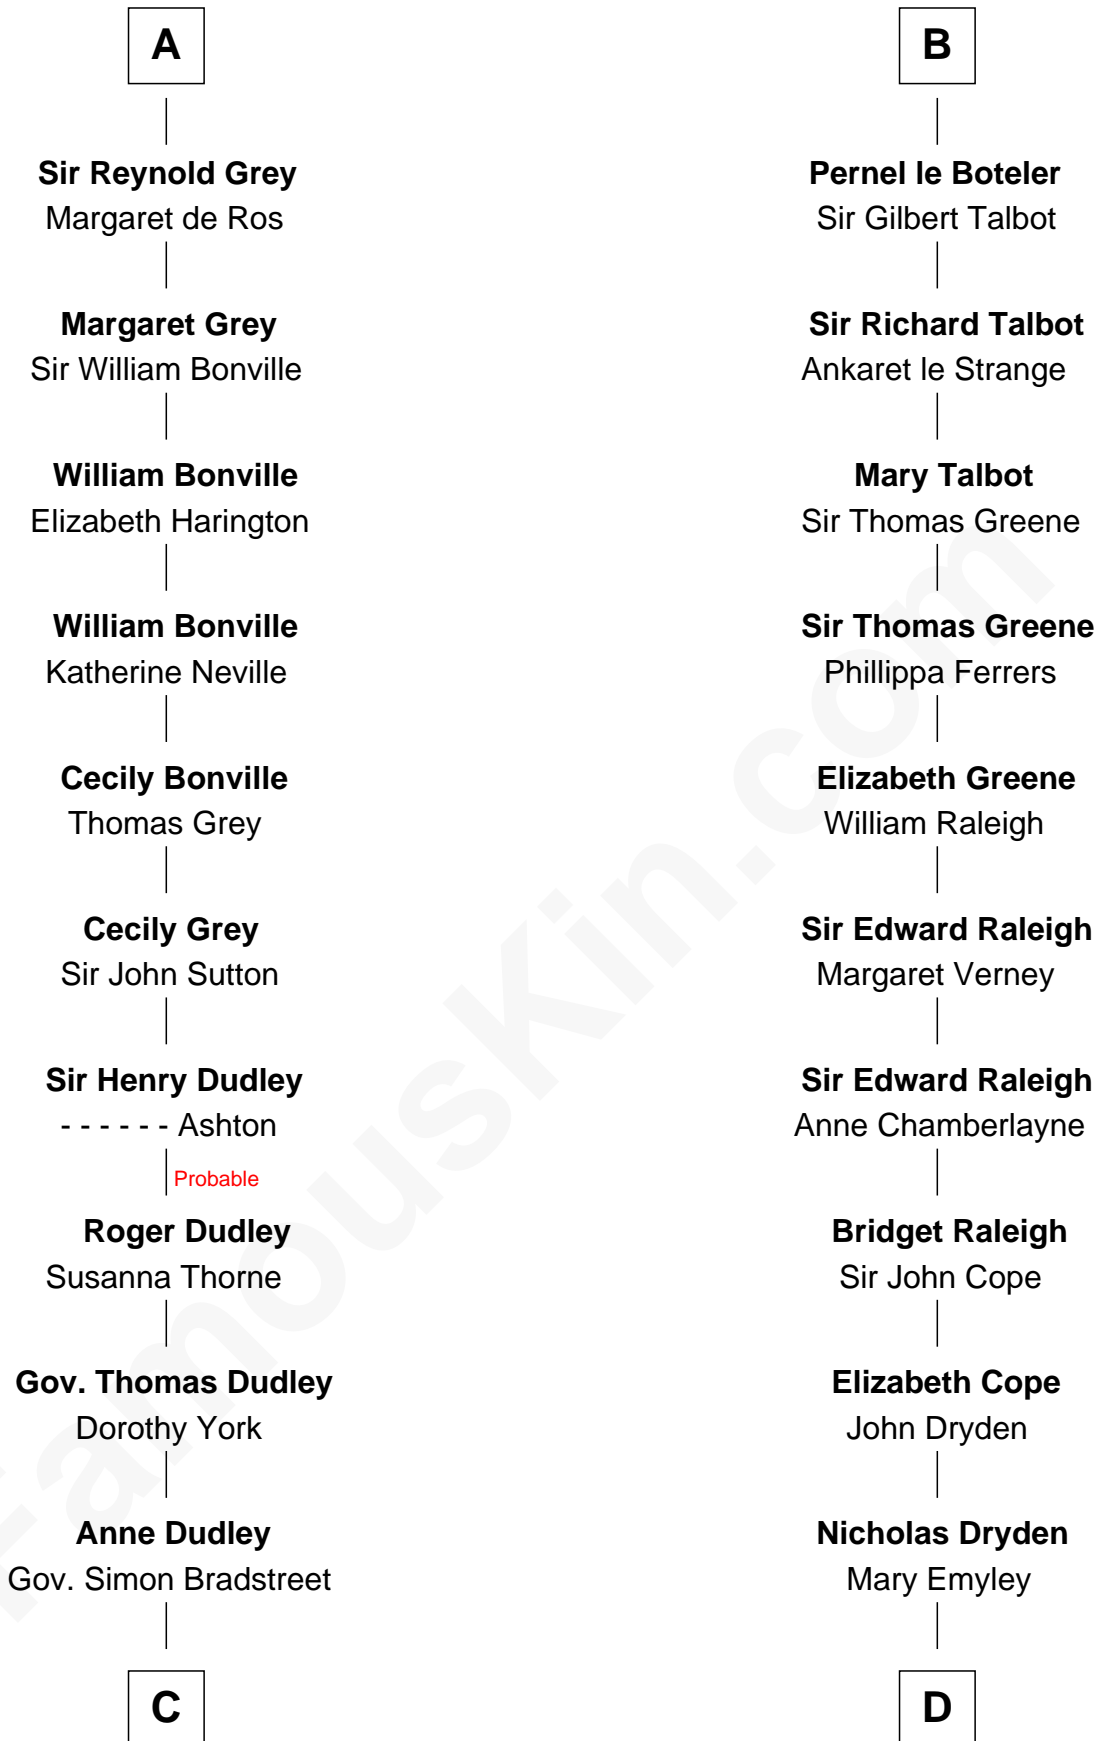 A
Sir Reynold Grey
Margaret de Ros
Margaret Grey
Sir William Bonville
William Bonville
Elizabeth Harington
William Bonville
Katherine Neville
Cecily Bonville
Thomas Grey
Cecily Grey
Sir John Sutton
Sir Henry Dudley
- - - - - - Ashton
Probable
Roger Dudley
Susanna Thorne
Gov. Thomas Dudley
Dorothy York
Anne Dudley
Gov. Simon Bradstreet
C
B
Pernel le Boteler
Sir Gilbert Talbot
Sir Richard Talbot
Ankaret le Strange
Mary Talbot
Sir Thomas Greene
Sir Thomas Greene
Phillippa Ferrers
Elizabeth Greene
William Raleigh
Sir Edward Raleigh
Margaret Verney
Sir Edward Raleigh
Anne Chamberlayne
Bridget Raleigh
Sir John Cope
Elizabeth Cope
John Dryden
Nicholas Dryden
Mary Emyley
D
FamousKin.com